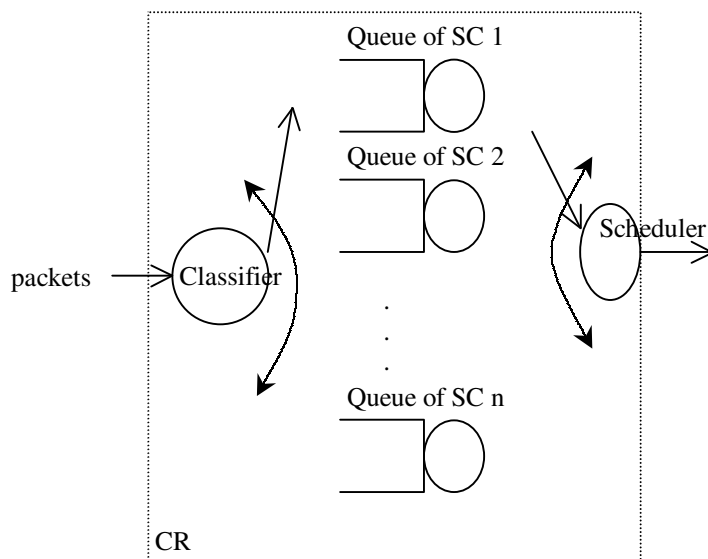 Queue of SC 1
Queue of SC 2
Scheduler
packets
Classifier
.
.
.
Queue of SC n
CR